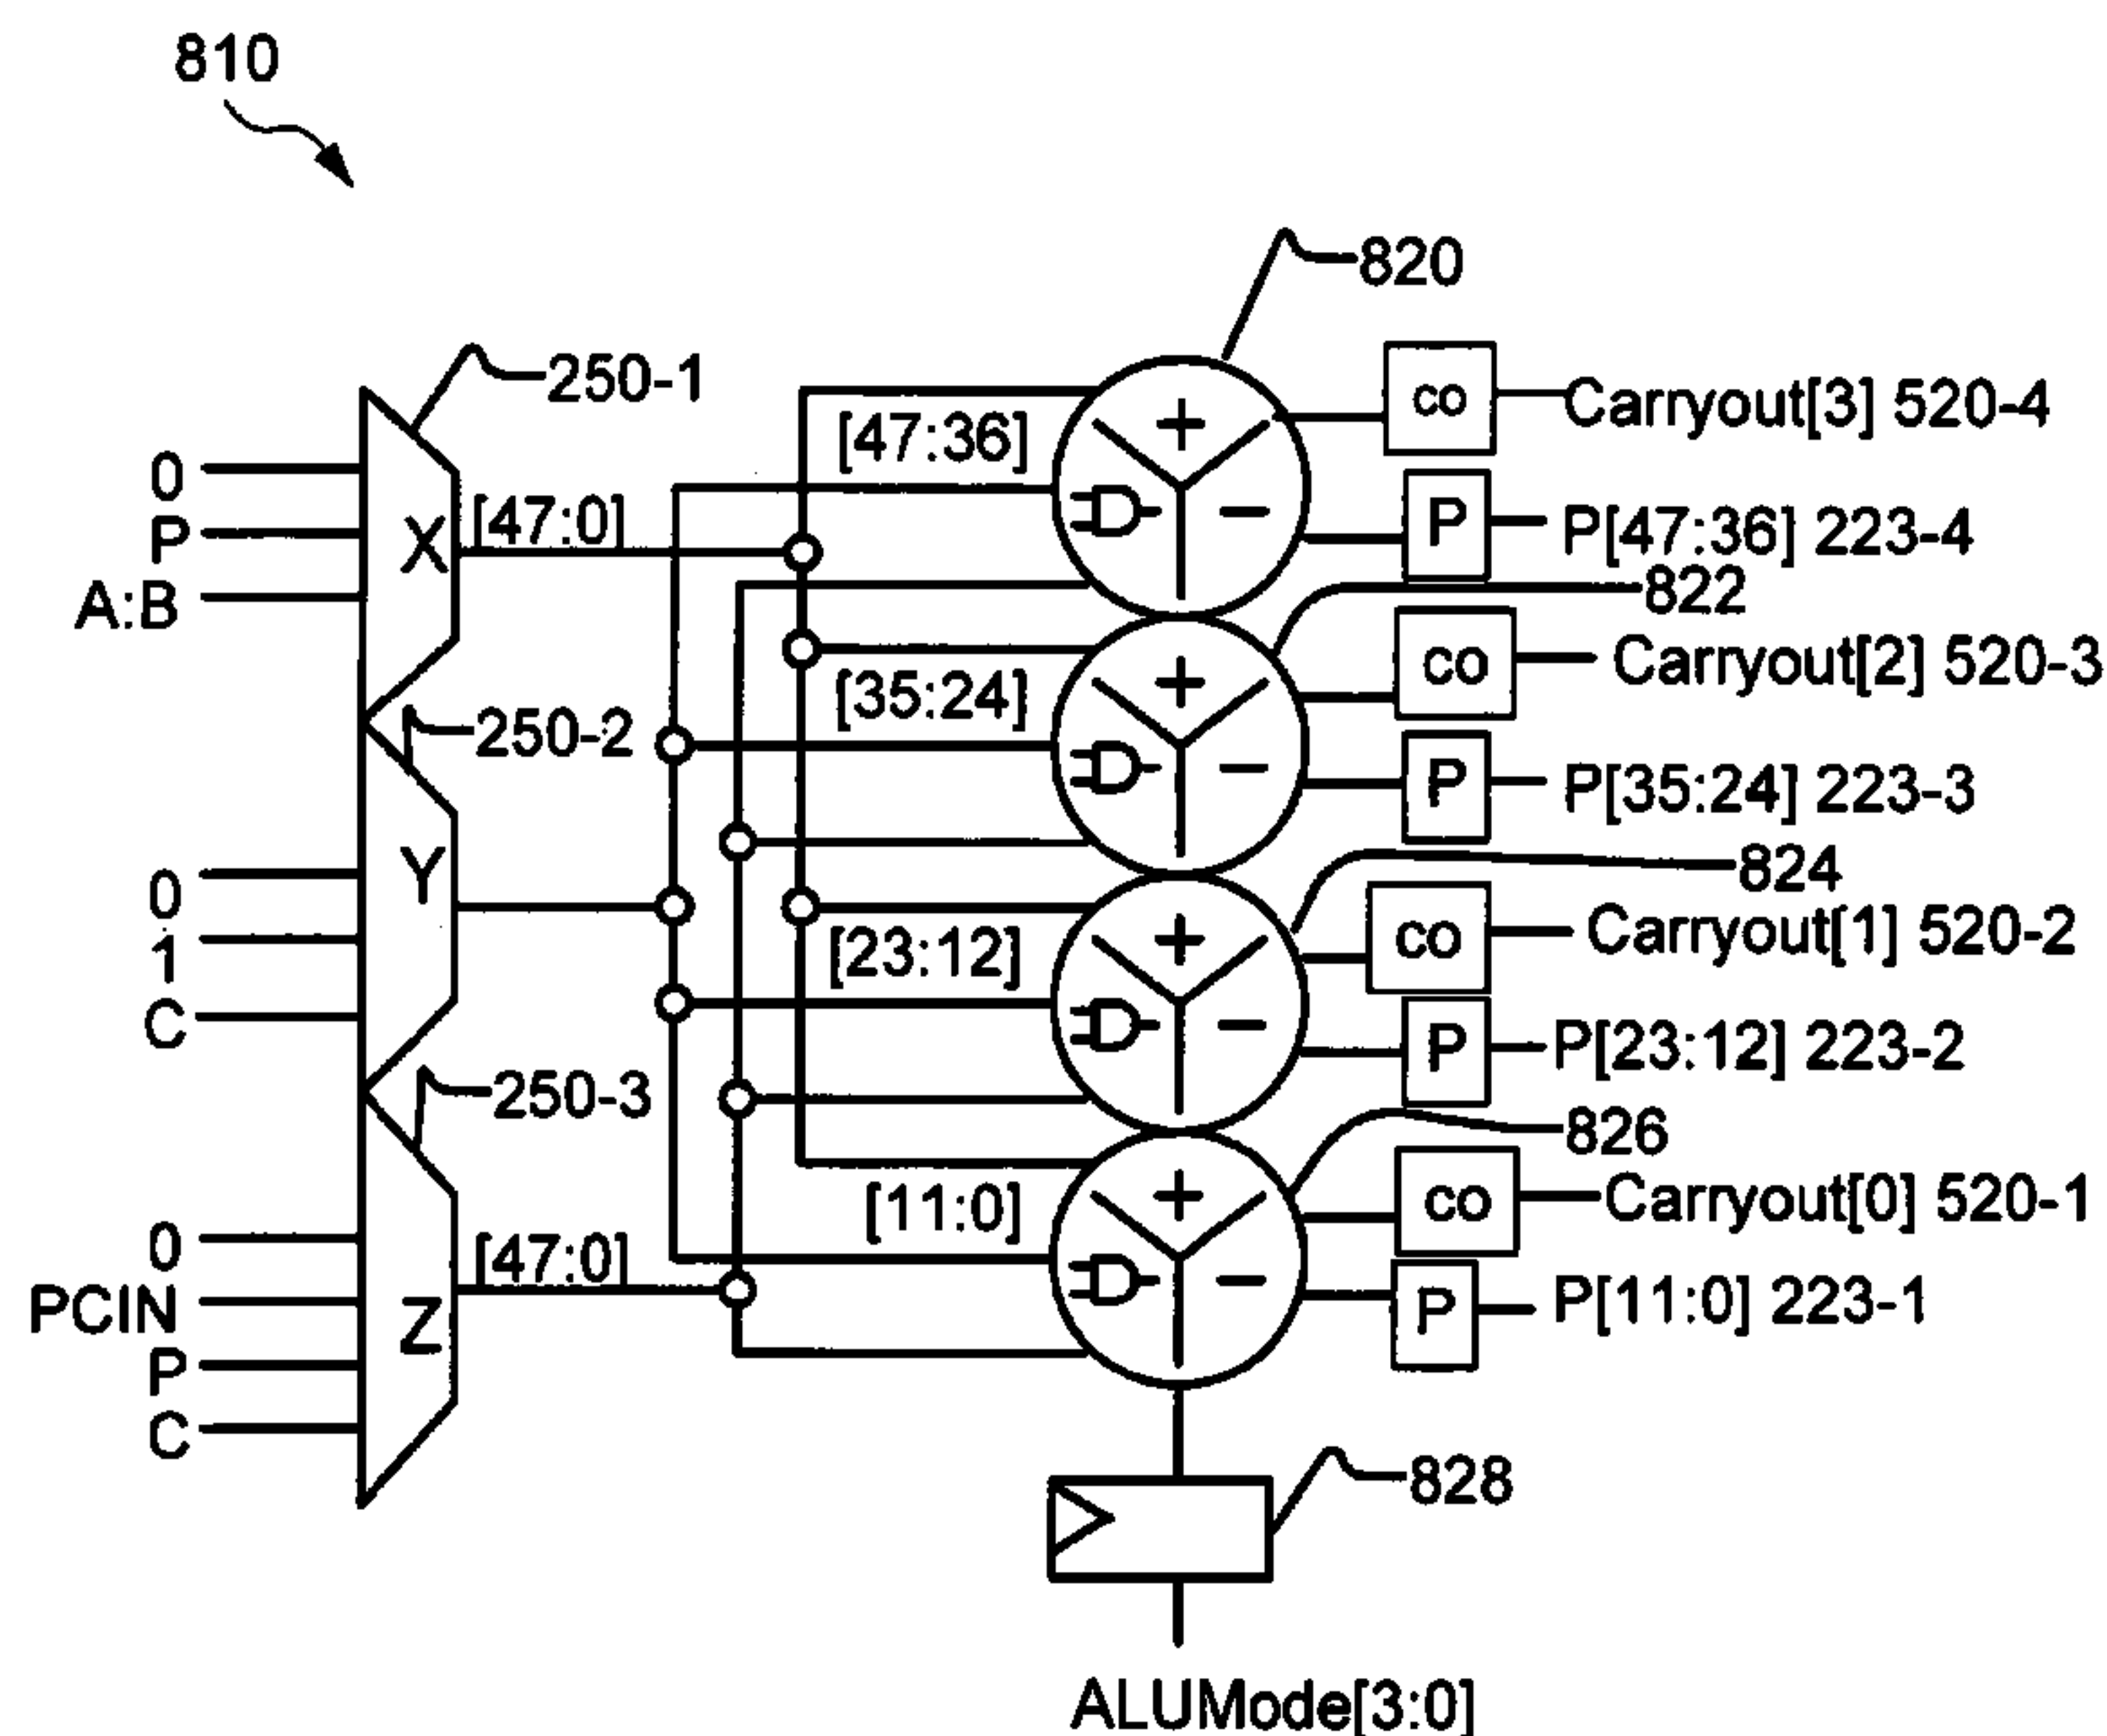 810
820
250-1
co
Carryout[3] 520-4
[47:36]
+
0
P
A:B
X
[47:0]
−
P
P[47:36] 223-4
822
co
Carryout[2] 520-3
+
[35:24]
250-2
−
P
P[35:24] 223-3
824
0
1
C
Y
co
Carryout[1] 520-2
+
[23:12]
−
P
P[23:12] 223-2
250-3
826
co
Carryout[0] 520-1
+
[11:0]
0
PCIN
P
C
Z
[47:0]
−
P
P[11:0] 223-1
828
ALUMode[3:0]